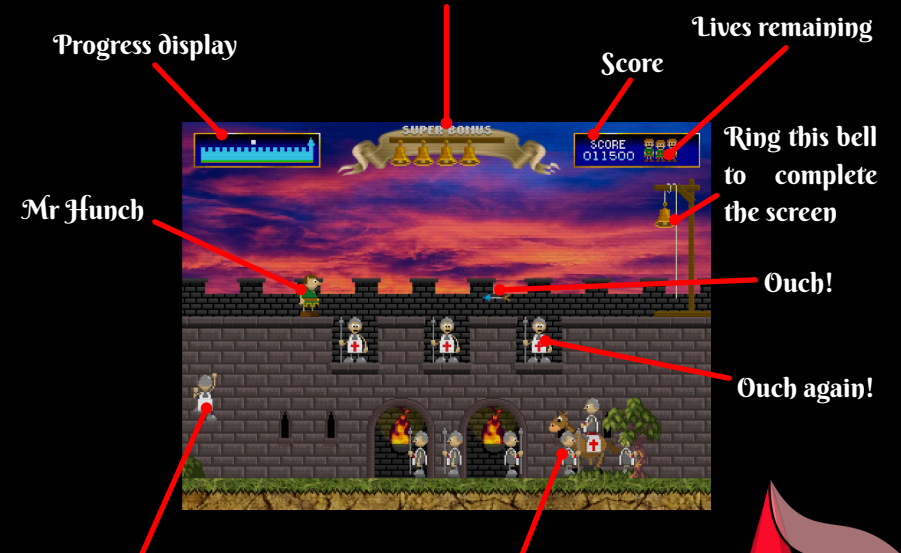 Progress display
Lives remaining
Score
SUPER BONUS
SCORE
011500
Ring this bell
to complete
the screen
Mr Hunch
Ouch!
Ouch again!